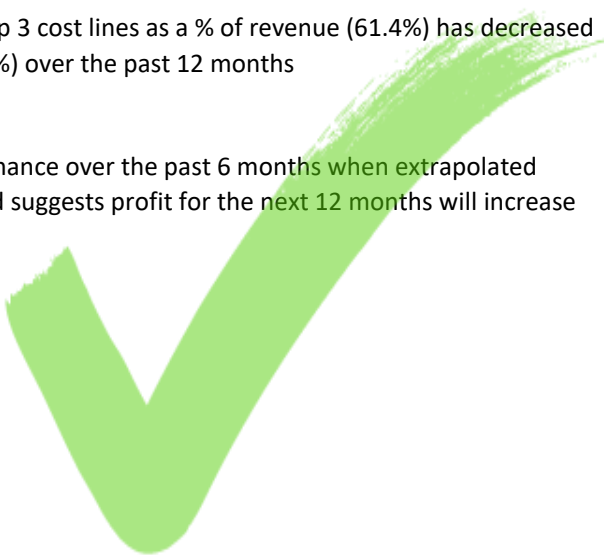 p 3 cost lines as a % of revenue (61.4%) has decreased
%) over the past 12 months
nance over the past 6 months when extrapolated
d suggests profit for the next 12 months will increase